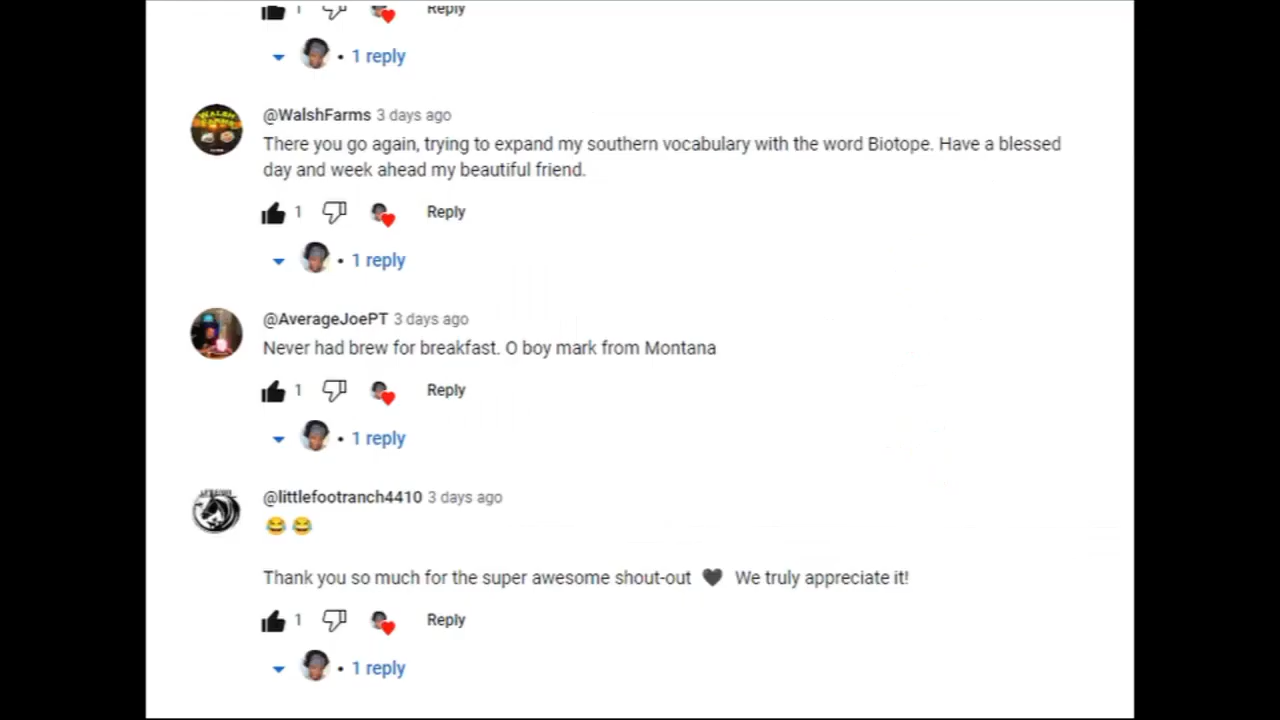 1 Reply
• 1 reply
@WalshFarms 3 days ago
There you go again, trying to expand my southern vocabulary with the word Biotope. Have a blessed
day and week ahead my beautiful friend.
1 Reply
• 1 reply
@AverageJoePT 3 days ago
Never had brew for breakfast. O boy mark from Montana
1 Reply
• 1 reply
@littlefootranch4410 3 days ago
😂😂
Thank you so much for the super awesome shout-out 🖤 We truly appreciate it!
1 Reply
• 1 reply